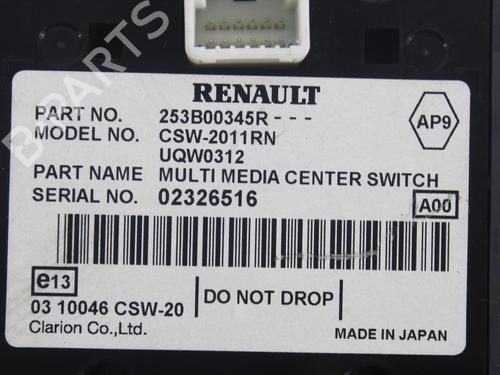 B-PARTS
RENAULT
PART NO. 253B00345R - - -
AP9
MODEL NO. CSW-2011RN
UQW0312
PART NAME MULTI MEDIA CENTER SWITCH
SERIAL NO. 02326516
A00
e13
03 10046 CSW-20
DO NOT DROP
Clarion Co.,Ltd.
MADE IN JAPAN